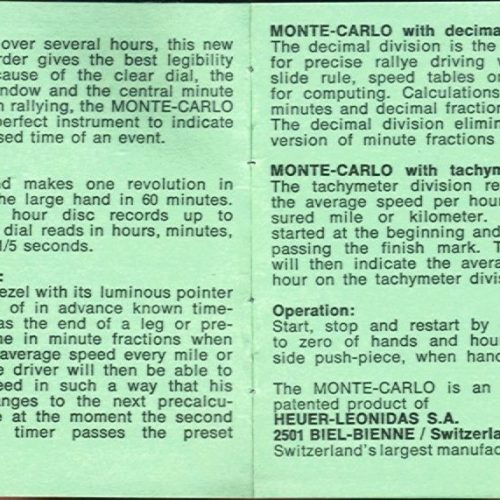 over several hours, this new
rder gives the best legibility
cause of the clear dial, the
ndow and the central minute
n rallying, the MONTE-CARLO
perfect instrument to indicate
sed time of an event.
d makes one revolution in
he large hand in 60 minutes.
hour disc records up to
dial reads in hours, minutes,
1/5 seconds.
:
ezel with its luminous pointer
of in advance known time-
as the end of a leg or pre-
ne in minute fractions when
average speed every mile or
e driver will then be able to
eed in such a way that his
anges to the next precalcu-
e at the moment the second
timer passes the preset
MONTE-CARLO with decima
The decimal division is the
for precise rallye driving
slide rule, speed tables o
for computing. Calculations
minutes and decimal fraction
The decimal division elimin
version of minute fractions
MONTE-CARLO with tachym
The tachymeter division re
the average speed per hour
sured mile or kilometer.
started at the beginning and
passing the finish mark. T
will then indicate the avera
hour on the tachymeter divis
Operation:
Start, stop and restart by
to zero of hands and hour
side push-piece, when hand
The MONTE-CARLO is an
patented product of
HEUER-LEONIDAS S.A.
2501 BIEL-BIENNE / Switzerla
Switzerland's largest manufac